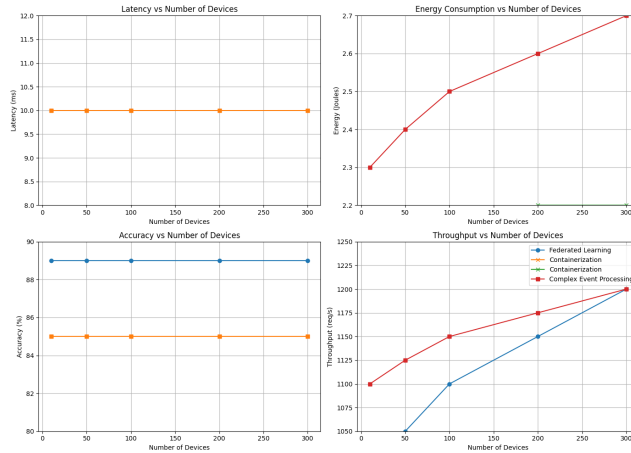 Latency vs Number of Devices
12.0
11.5
11.0
10.5
10.0
9.5
9.0
8.5
8.0
Latency (ms)
0 50 100 150 200 250 300
Number of Devices
Energy Consumption vs Number of Devices
2.7
2.6
2.5
2.4
2.3
2.2
Energy (joules)
0 50 100 150 200 250 300
Number of Devices
Accuracy vs Number of Devices
90
88
86
84
82
80
Accuracy (%)
0 50 100 150 200 250 300
Number of Devices
Throughput vs Number of Devices
1250
1225
1200
1175
1150
1125
1100
1075
1050
Throughput (req/s)
Federated Learning
Containerization
Containerization
Complex Event Processing
0 50 100 150 200 250 300
Number of Devices